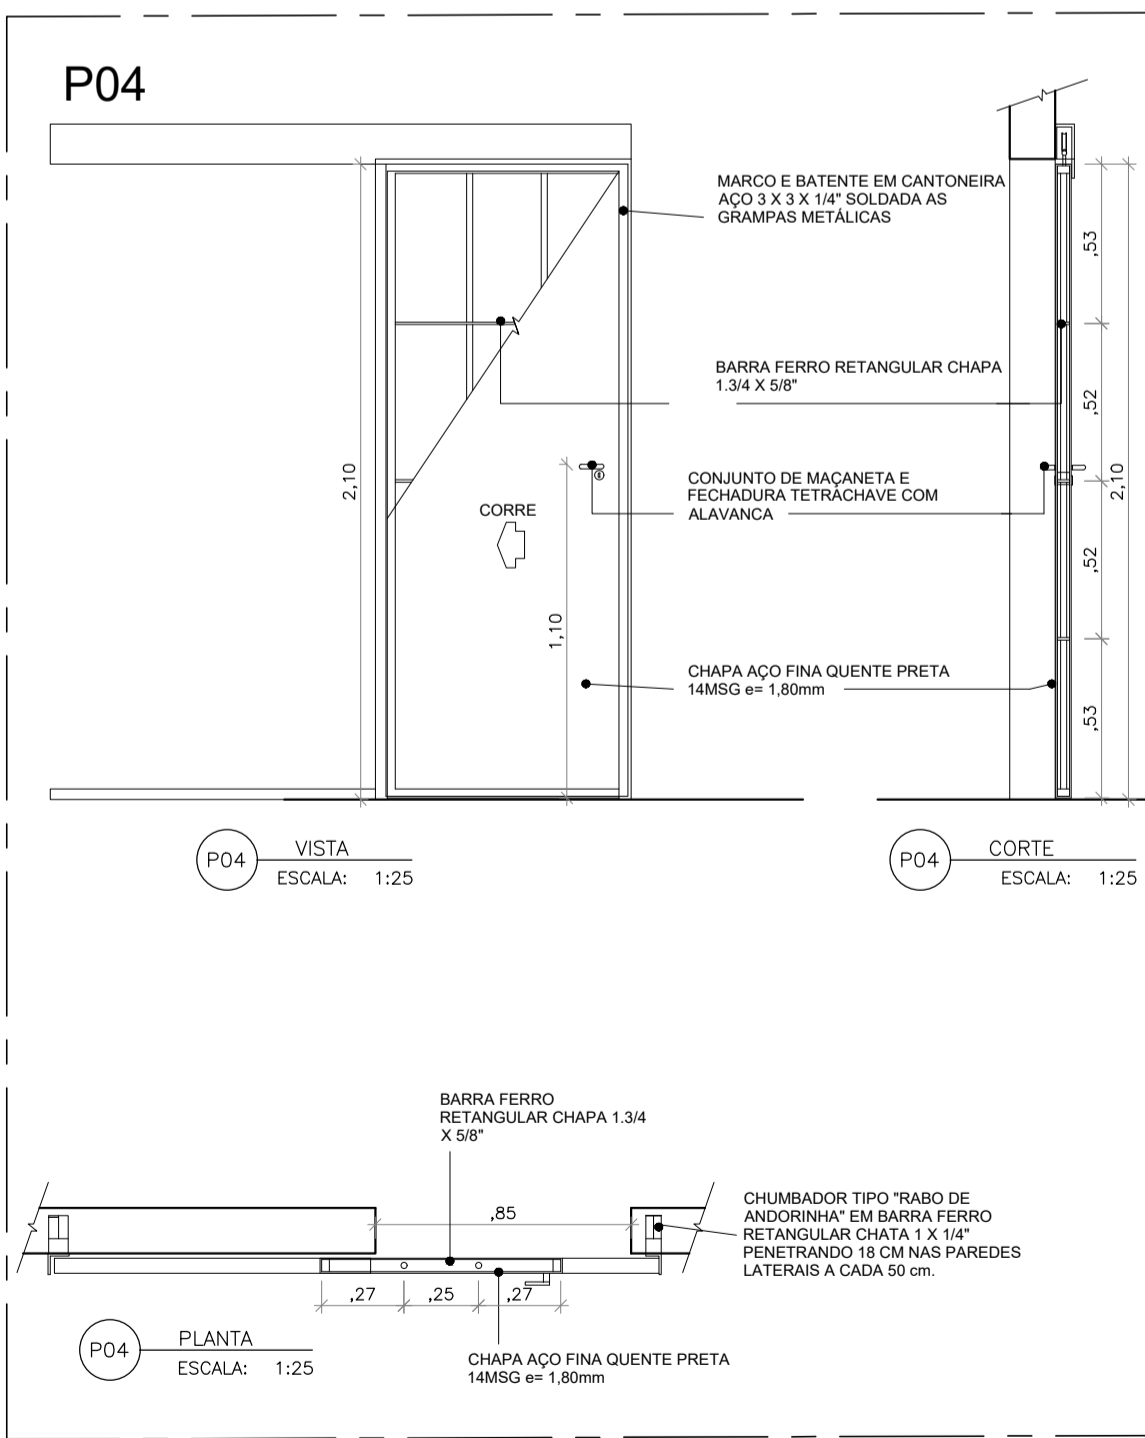 P04
MARCO E BATENTE EM CANTONEIRA
AÇO 3 X 3 X 1/4" SOLDADA AS
GRAMPAS METÁLICAS
,53
BARRA FERRO RETANGULAR CHAPA
1.3/4 X 5/8"
,52
2,10
2,10
CONJUNTO DE MAÇANETA E
FECHADURA TETRACHAVE COM
ALAVANCA
CORRE
,52
1,10
CHAPA AÇO FINA QUENTE PRETA
14MSG e= 1,80mm
,53
P04
VISTA
ESCALA: 1:25
P04
CORTE
ESCALA: 1:25
BARRA FERRO
RETANGULAR CHAPA 1.3/4
X 5/8"
,85
CHUMBADOR TIPO "RABO DE
ANDORINHA" EM BARRA FERRO
RETANGULAR CHATA 1 X 1/4"
PENETRANDO 18 CM NAS PAREDES
LATERAIS A CADA 50 cm.
,27 ,25 ,27
P04
PLANTA
ESCALA: 1:25
CHAPA AÇO FINA QUENTE PRETA
14MSG e= 1,80mm